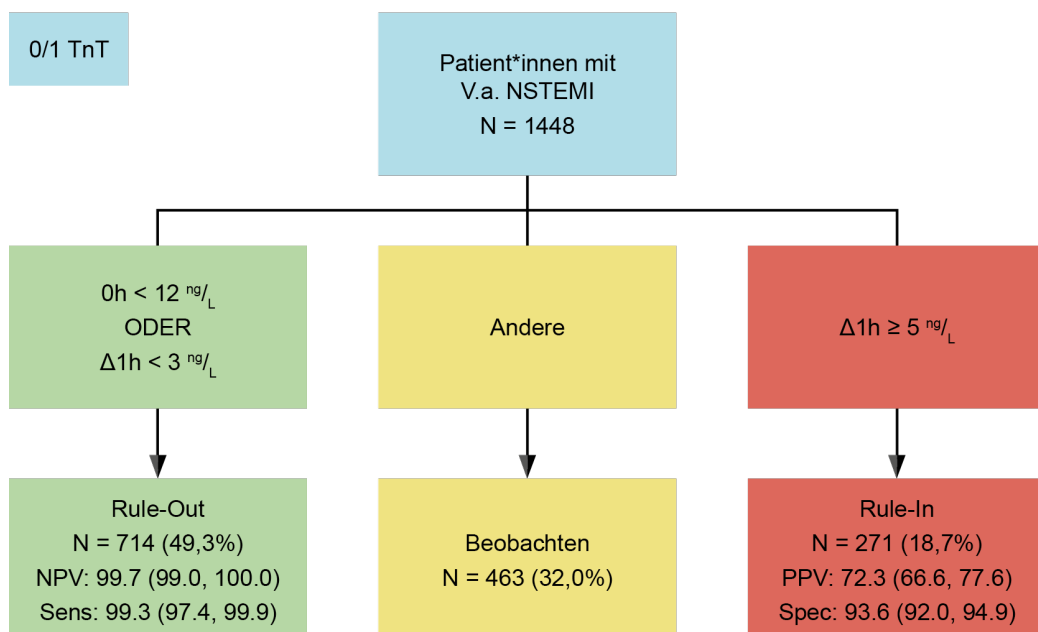 0/1 TnT
Patient*innen mit
V.a. NSTEMI
N = 1448
0h < 12 ng/L
ODER
Δ1h < 3 ng/L
Andere
Δ1h ≥ 5 ng/L
Rule-Out
N = 714 (49,3%)
NPV: 99.7 (99.0, 100.0)
Sens: 99.3 (97.4, 99.9)
Beobachten
N = 463 (32,0%)
Rule-In
N = 271 (18,7%)
PPV: 72.3 (66.6, 77.6)
Spec: 93.6 (92.0, 94.9)